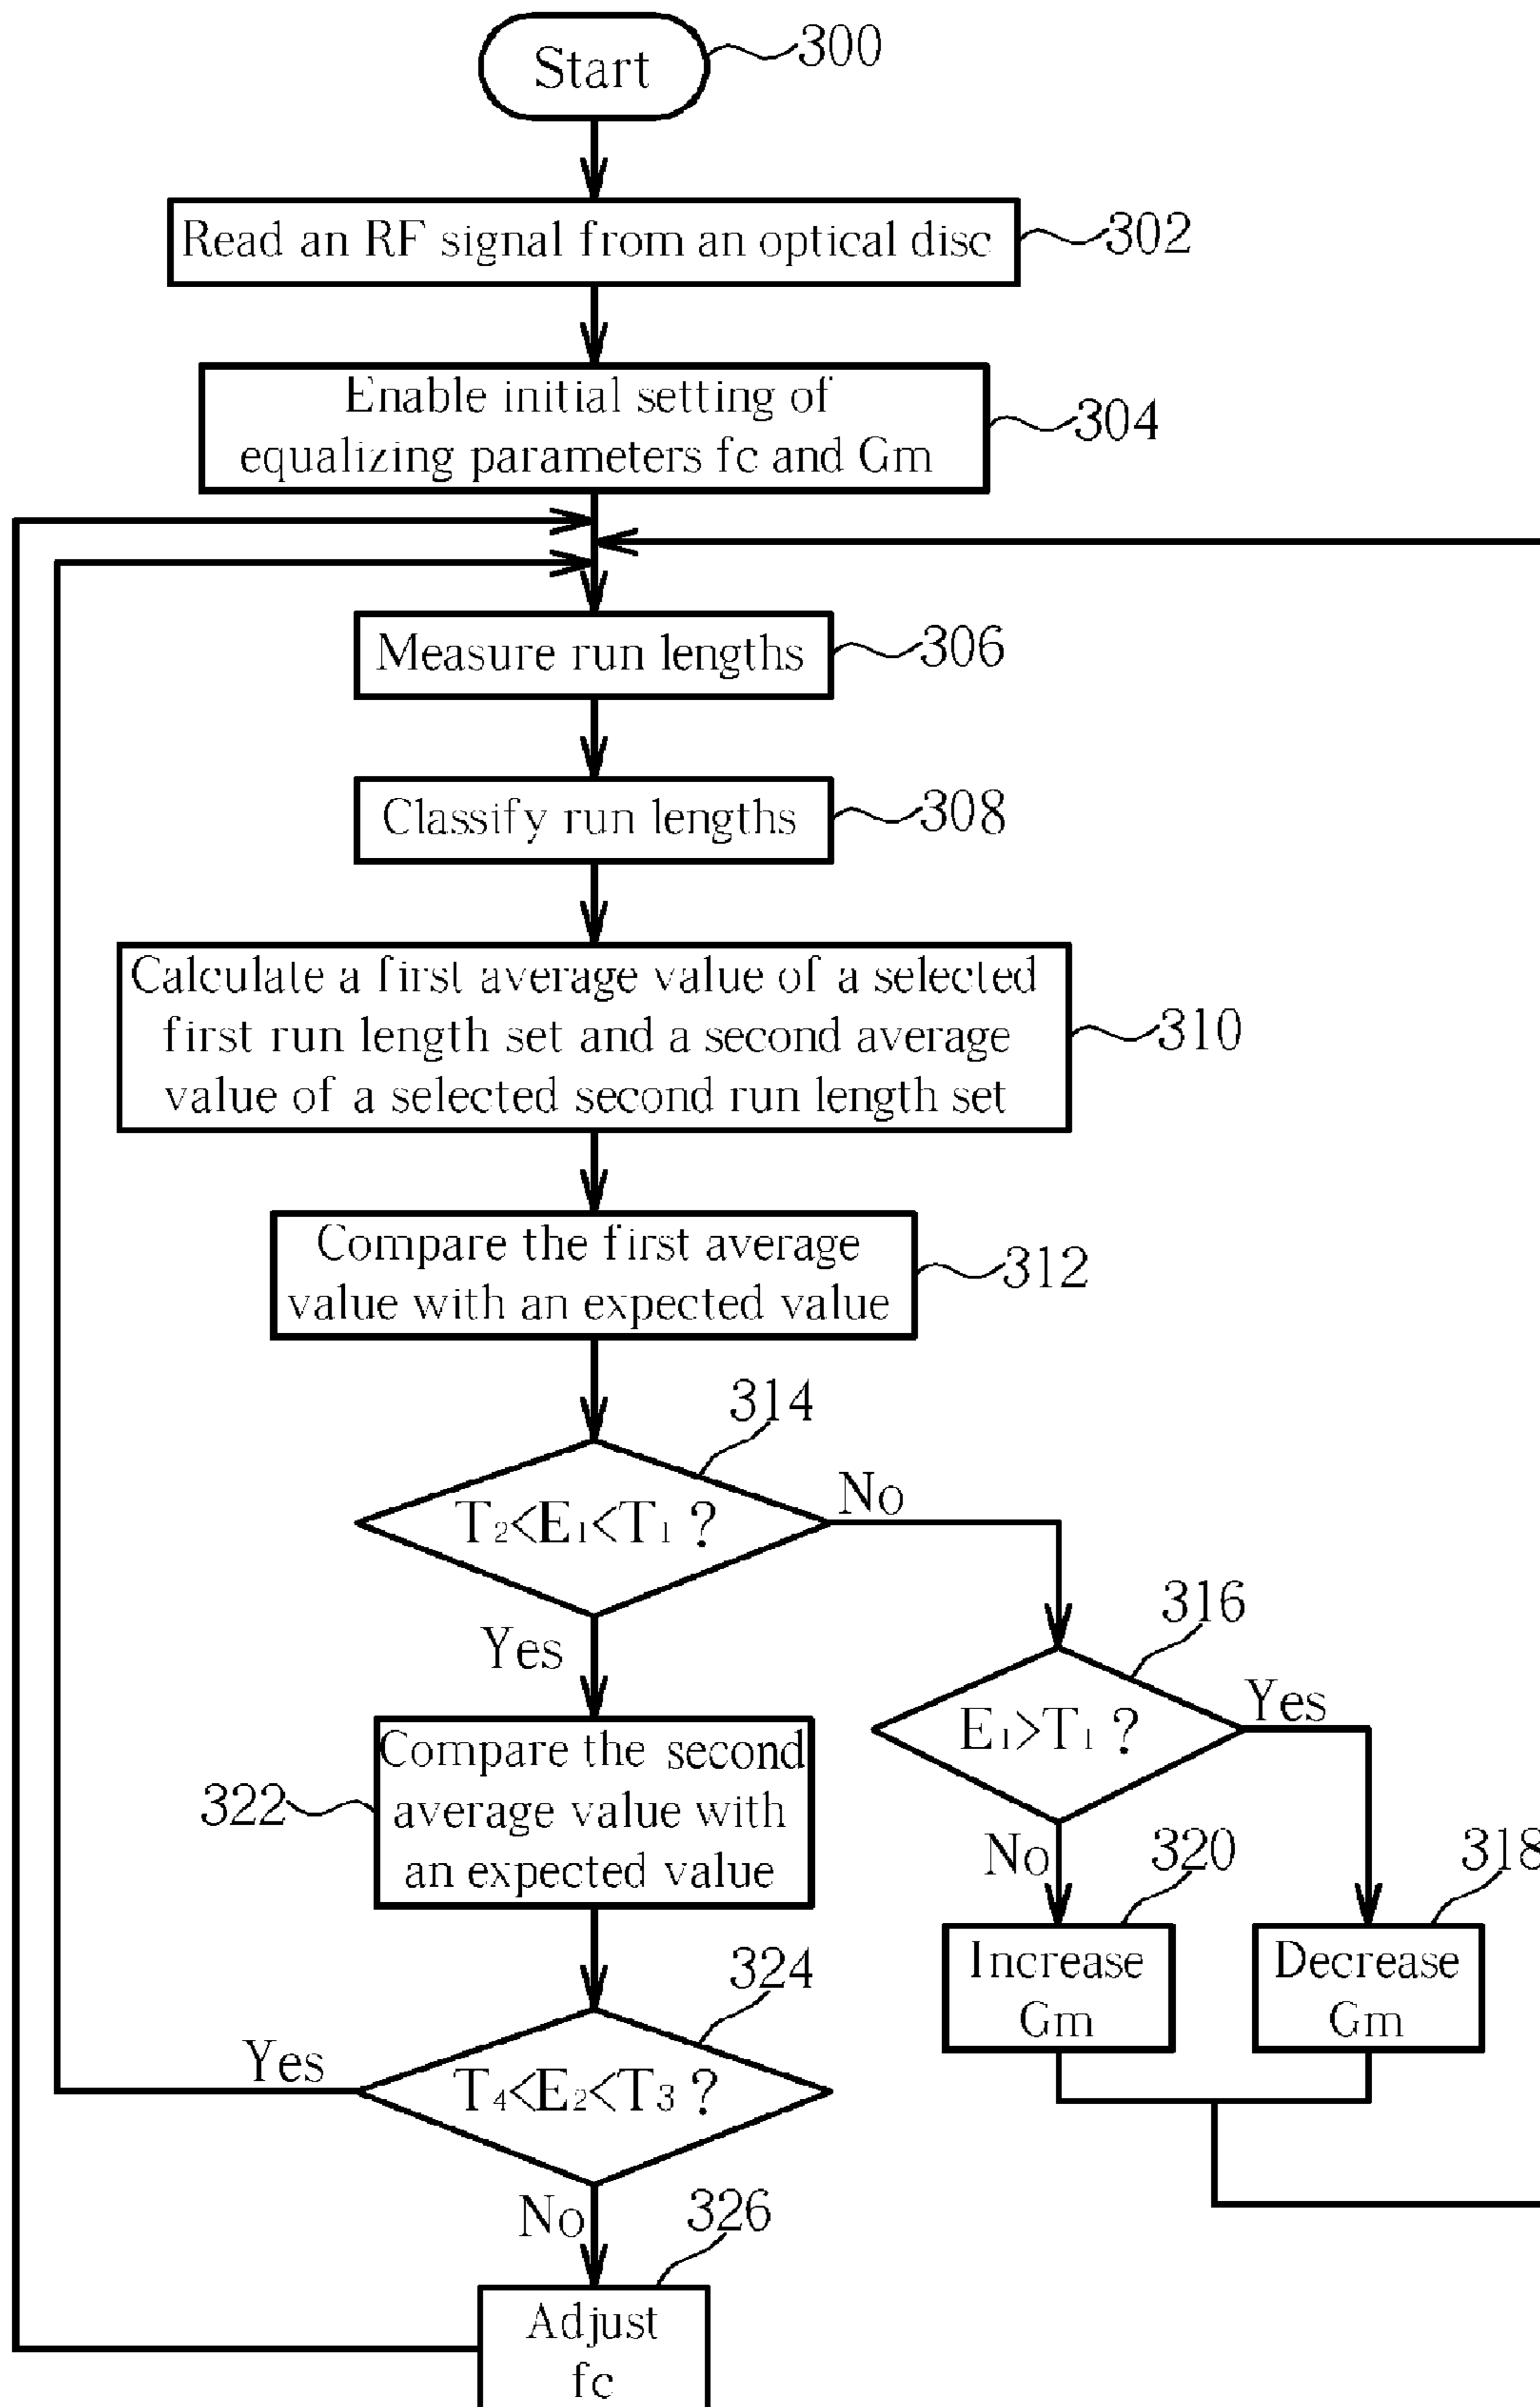 Start
300
Read an RF signal from an optical disc
302
Enable initial setting of
equalizing parameters fc and Gm
304
Measure run lengths
306
Classify run lengths
308
Calculate a first average value of a selected
first run length set and a second average
value of a selected second run length set
310
Compare the first average
value with an expected value
312
314
T₂<E₁<T₁ ?
No
Yes
316
E₁>T₁ ?
Yes
No
Compare the second
average value with
an expected value
322
320
Increase
Gm
318
Decrease
Gm
324
T₄<E₂<T₃ ?
Yes
No
326
Adjust
fc